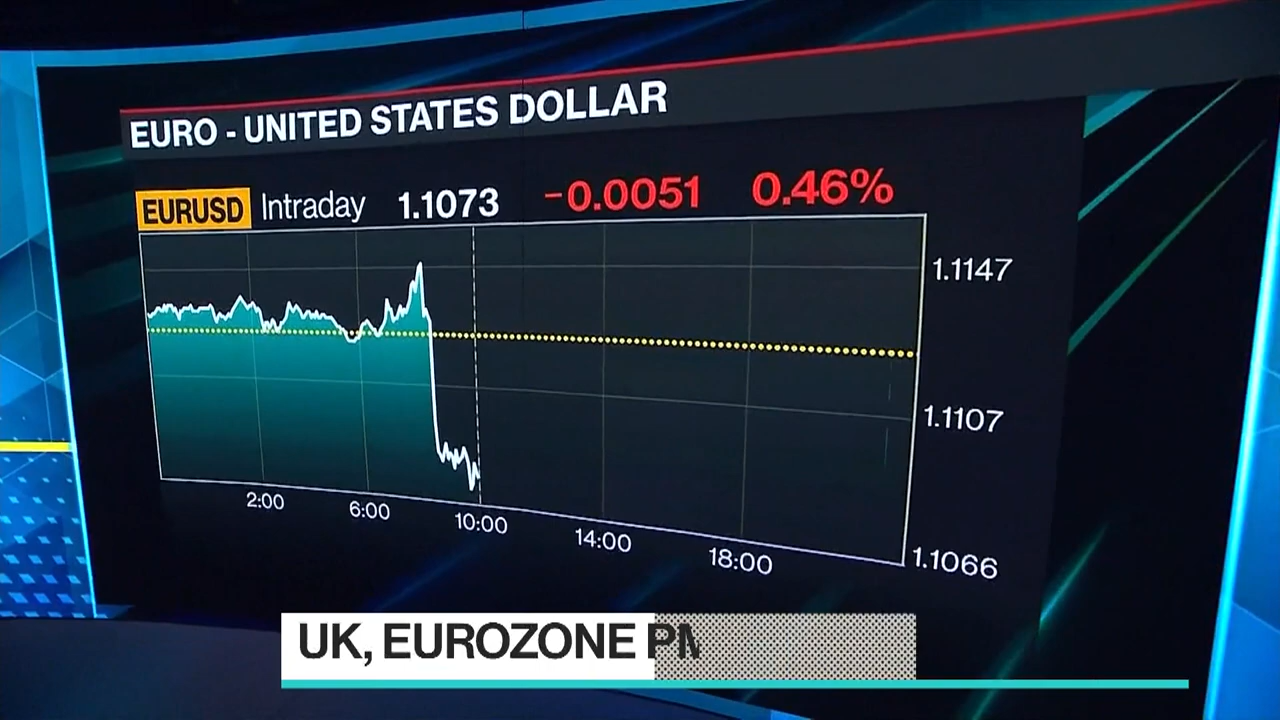 EURO - UNITED STATES DOLLAR
EURUSD Intraday 1.1073 -0.0051 0.46%
1.1147
1.1107
1.1066
2:00 6:00 10:00 14:00 18:00
UK, EUROZONE